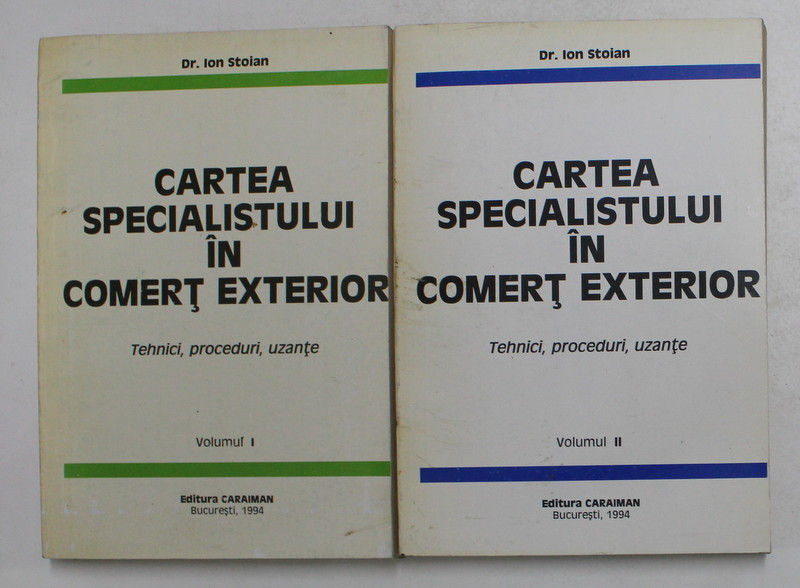 Dr. Ion Stoian
CARTEA
SPECIALISTULUI
ÎN
COMERŢ EXTERIOR
Tehnici, proceduri, uzanţe
Volumul I
Editura CARAIMAN
Bucureşti, 1994
Dr. Ion Stoian
CARTEA
SPECIALISTULUI
ÎN
COMERŢ EXTERIOR
Tehnici, proceduri, uzanţe
Volumul II
Editura CARAIMAN
Bucureşti, 1994